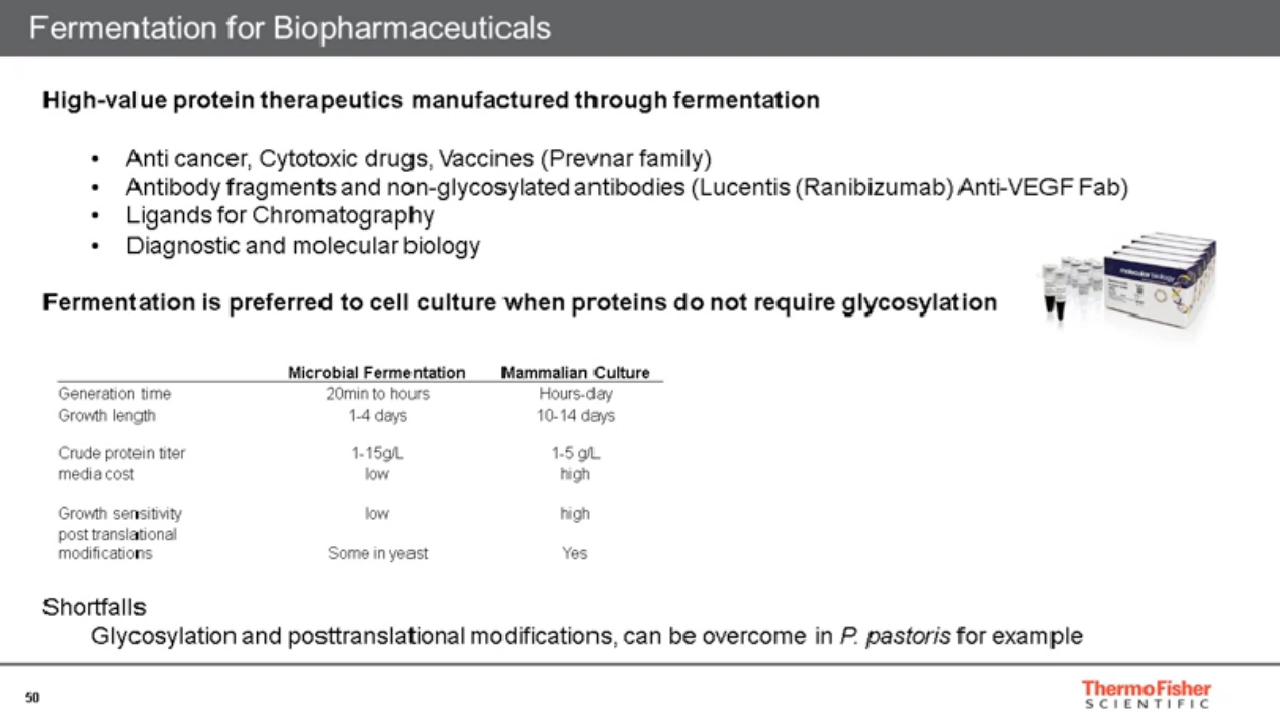 Fermentation for Biopharmaceuticals
High-value protein therapeutics manufactured through fermentation
• Anti cancer, Cytotoxic drugs, Vaccines (Prevnar family)
• Antibody fragments and non-glycosylated antibodies (Lucentis (Ranibizumab) Anti-VEGF Fab)
• Ligands for Chromatography
• Diagnostic and molecular biology
molecular biology
Fermentation is preferred to cell culture when proteins do not require glycosylation
Microbial Fermentation Mammalian Culture
Generation time 20min to hours Hours-day
Growth length 1-4 days 10-14 days
Crude protein titer 1-15g/L 1-5 g/L
media cost low high
Growth sensitivity low high
post translational
modifications Some in yeast Yes
Shortfalls
Glycosylation and posttranslational modifications, can be overcome in P. pastoris for example
50
ThermoFisher
SCIENTIFIC